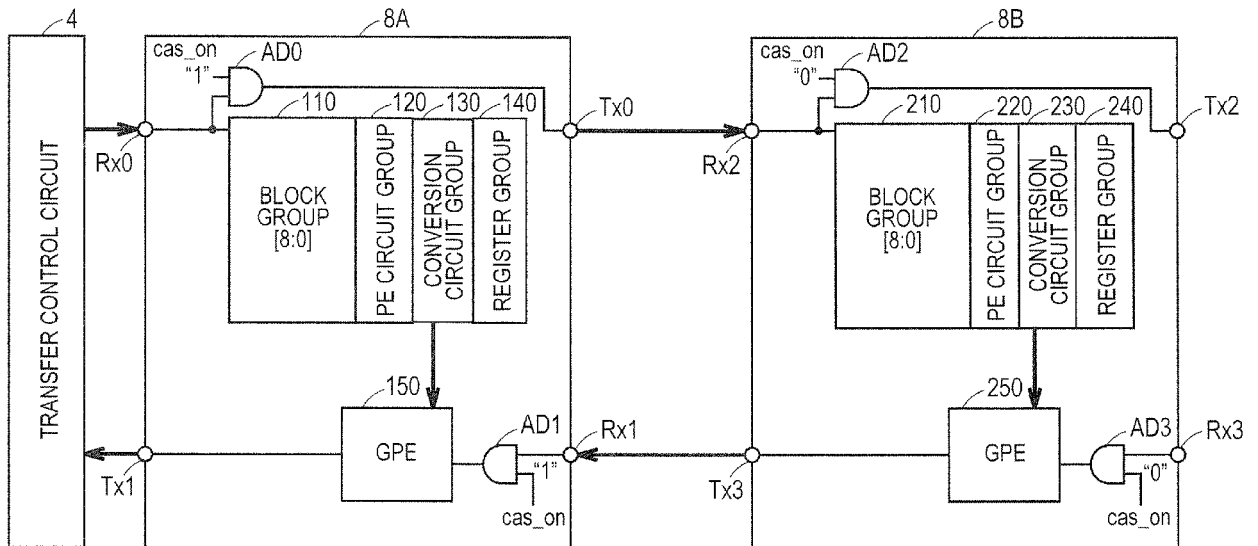 4
8A
8B
cas_on
"1"
AD0
110
120
130
140
Tx0
Rx0
TRANSFER CONTROL CIRCUIT
BLOCK
GROUP
[8:0]
PE CIRCUIT GROUP
CONVERSION
CIRCUIT GROUP
REGISTER GROUP
150
GPE
AD1
"1"
cas_on
Rx1
Tx1
cas_on
"0"
AD2
210
220
230
240
Tx2
Rx2
BLOCK
GROUP
[8:0]
PE CIRCUIT GROUP
CONVERSION
CIRCUIT GROUP
REGISTER GROUP
250
GPE
AD3
"0"
cas_on
Rx3
Tx3